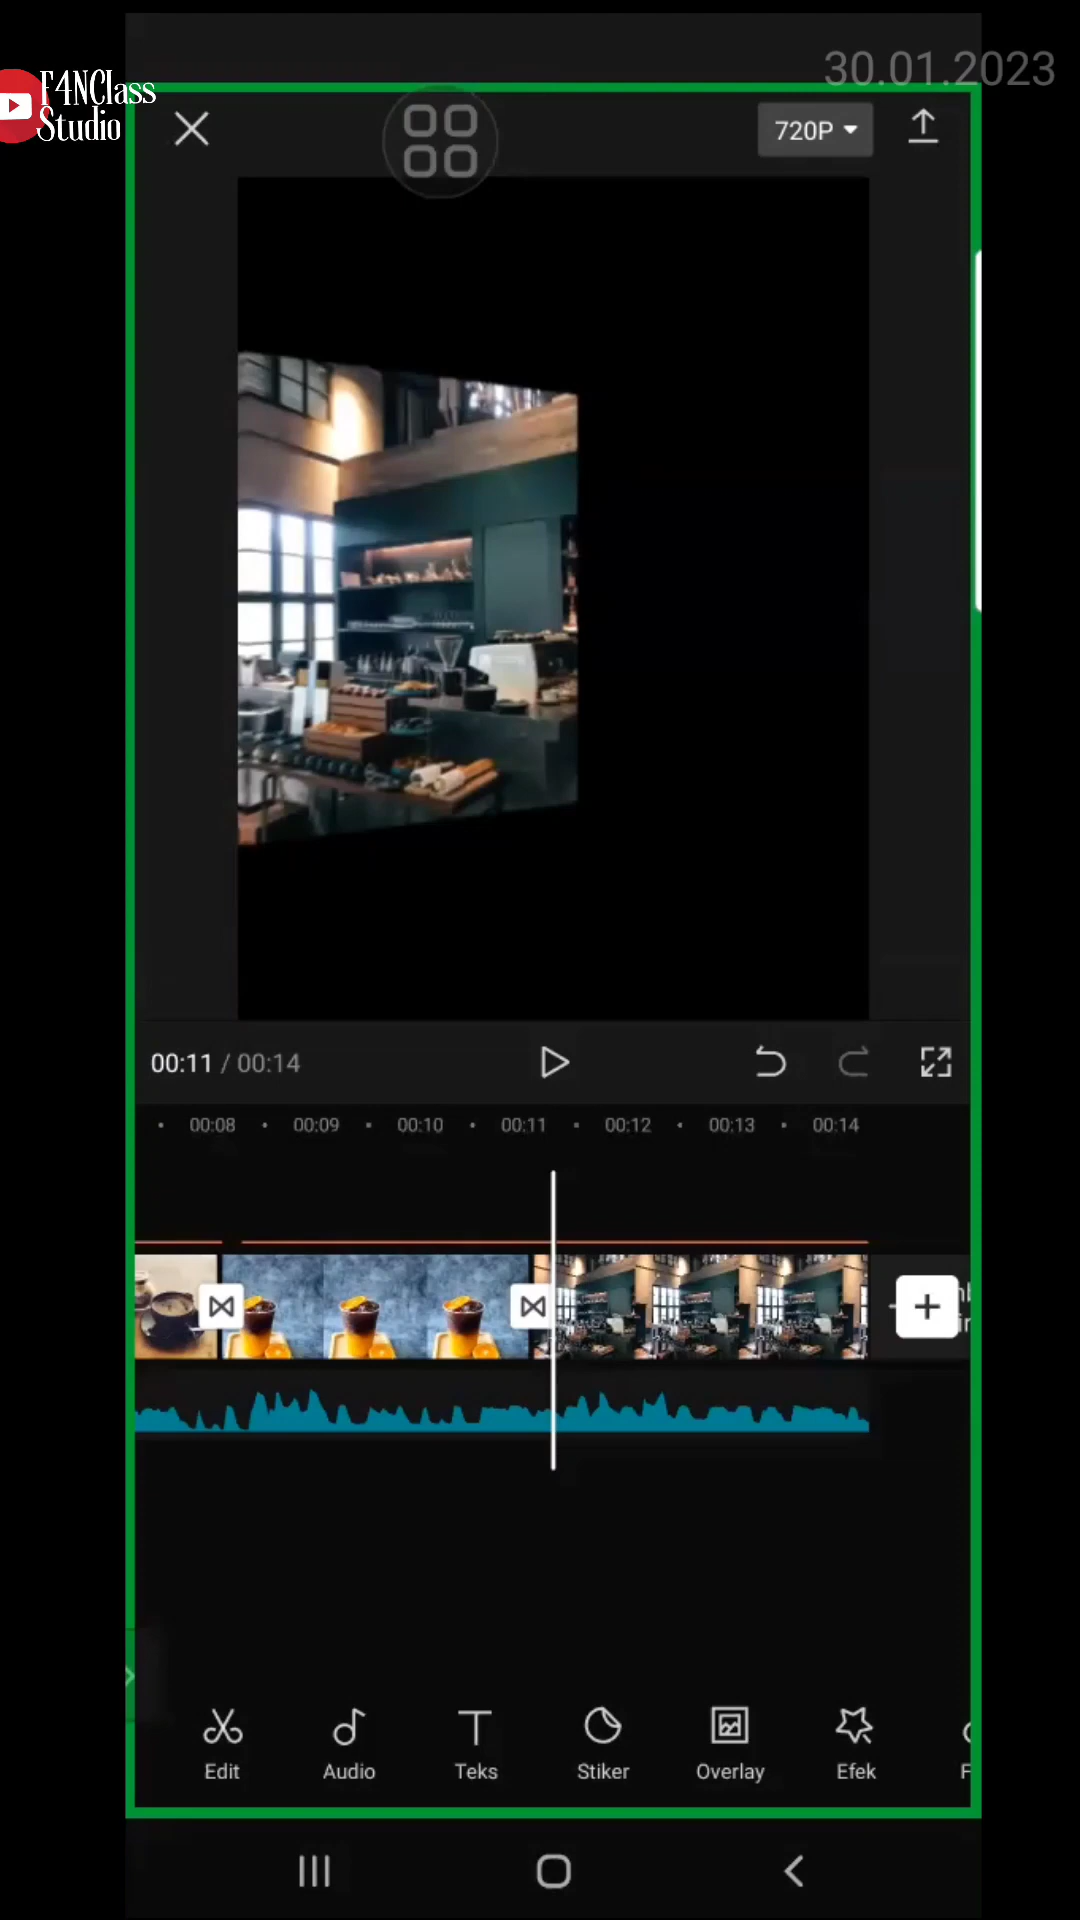 30.01.2023
F4NClass
Studio
720P
00:11 / 00:14
00:08 00:09 00:10 00:11 00:12 00:13 00:14
Edit Audio Teks Stiker Overlay Efek